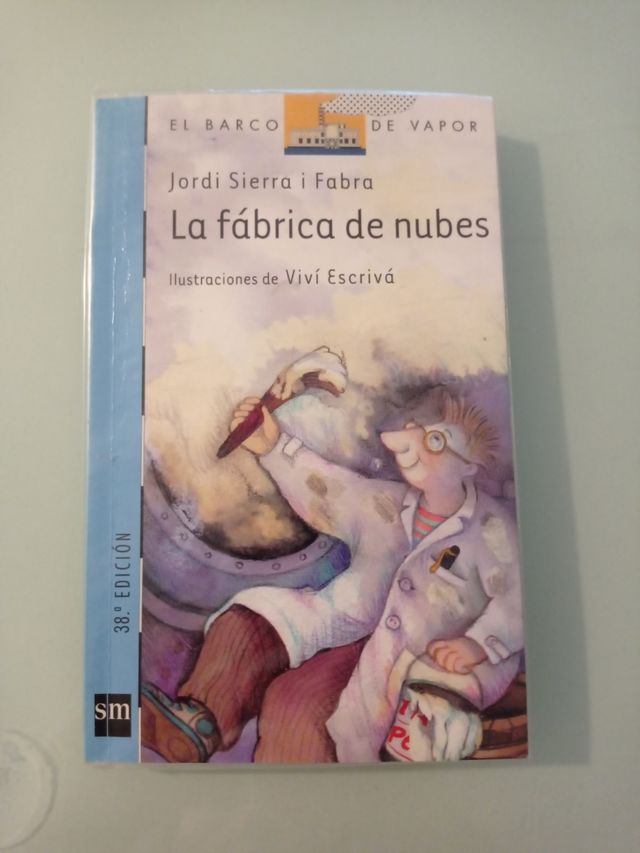 EL BARCO DE VAPOR
Jordi Sierra i Fabra
La fábrica de nubes
Ilustraciones de Viví Escrivá
38.ª EDICIÓN
sm